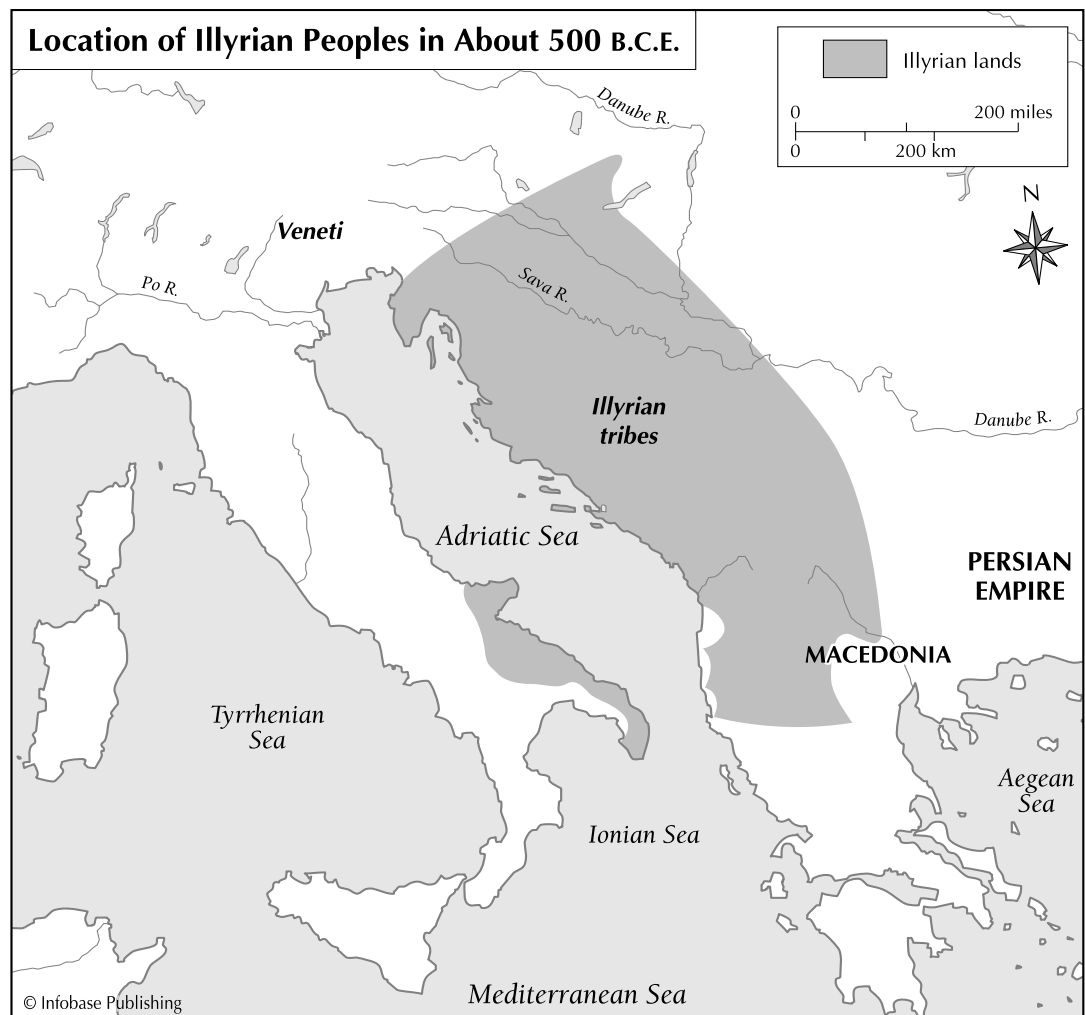 Location of Illyrian Peoples in About 500 B.C.E.
Illyrian lands
0 200 miles
0 200 km
N
Danube R.
Veneti
Po R.
Sava R.
Illyrian
tribes
Danube R.
Adriatic Sea
PERSIAN
EMPIRE
MACEDONIA
Tyrrhenian
Sea
Aegean
Sea
Ionian Sea
Mediterranean Sea
© Infobase Publishing